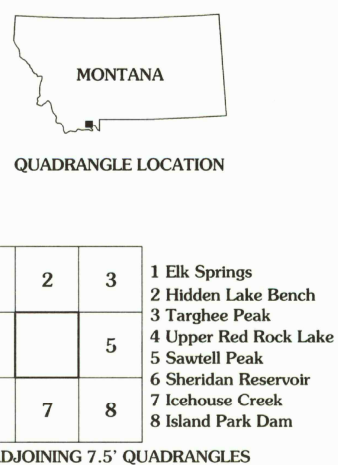 MONTANA
QUADRANGLE LOCATION
2 3
5
7 8
1 Elk Springs
2 Hidden Lake Bench
3 Targhee Peak
4 Upper Red Rock Lake
5 Sawtell Peak
6 Sheridan Reservoir
7 Icehouse Creek
8 Island Park Dam
DJOINING 7.5' QUADRANGLES